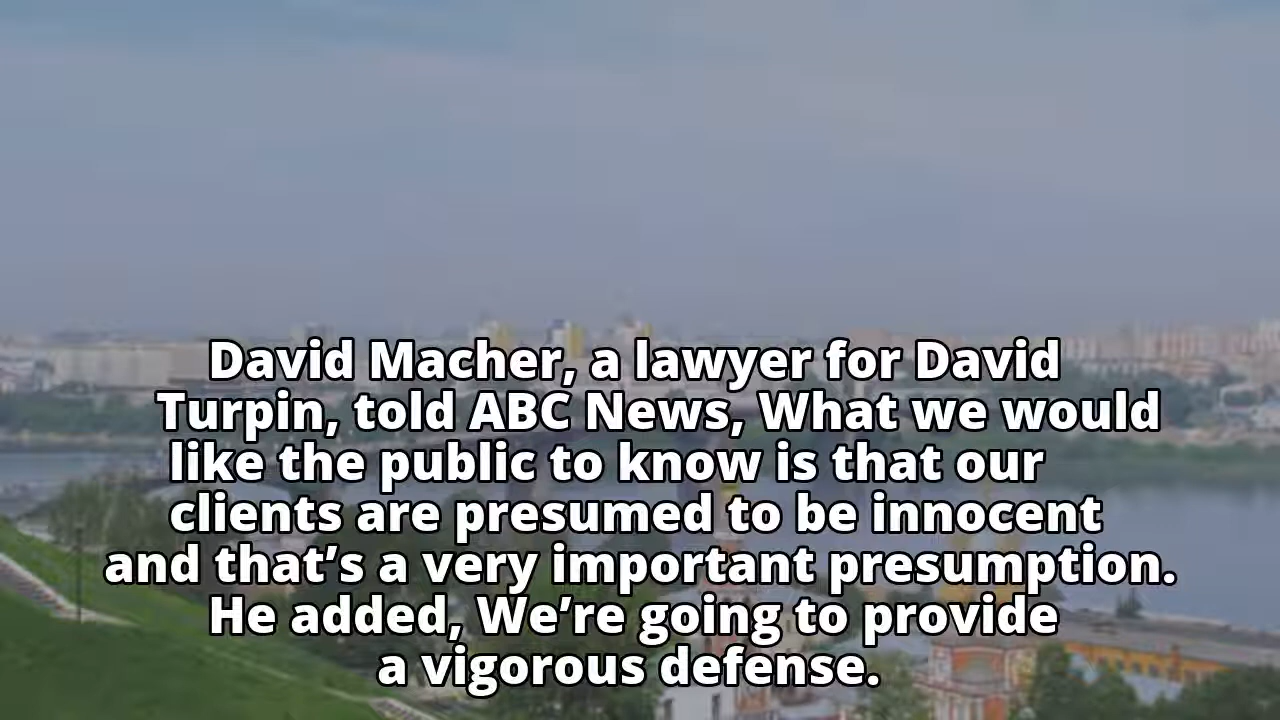 David Macher, a lawyer for David
Turpin, told ABC News, What we would
like the public to know is that our
clients are presumed to be innocent
and that’s a very important presumption.
He added, We’re going to provide
a vigorous defense.